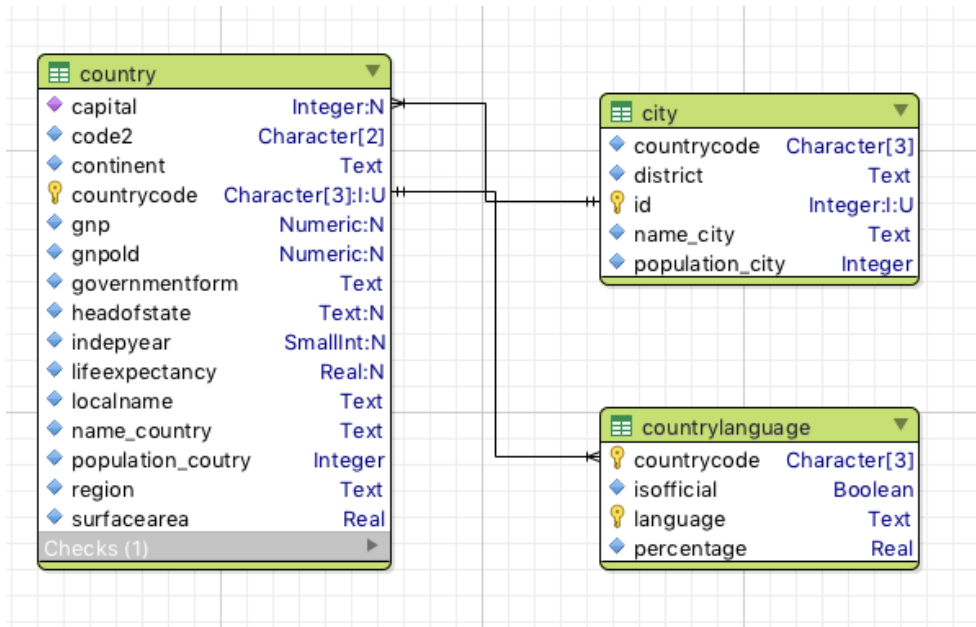 country
capital Integer:N
code2 Character[2]
continent Text
countrycode Character[3]:I:U
gnp Numeric:N
gnpold Numeric:N
governmentform Text
headofstate Text:N
indepyear SmallInt:N
lifeexpectancy Real:N
localname Text
name_country Text
population_coutry Integer
region Text
surfacearea Real
Checks (1)
city
countrycode Character[3]
district Text
id Integer:I:U
name_city Text
population_city Integer
countrylanguage
countrycode Character[3]
isofficial Boolean
language Text
percentage Real